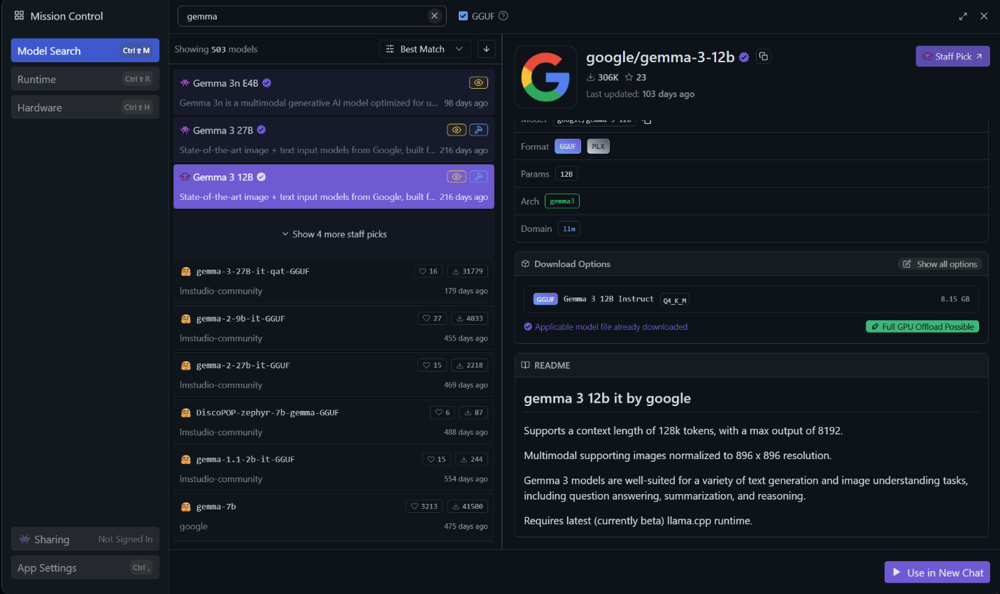 Mission Control
Model Search Ctrl⇧M
Runtime Ctrl⇧R
Hardware Ctrl⇧H
Sharing Not Signed In
App Settings Ctrl ,
gemma
GGUF
Showing 503 models
Best Match
Gemma 3n E4B
Gemma 3n is a multimodal generative AI model optimized for u... 98 days ago
Gemma 3 27B
State-of-the-art image + text input models from Google, built f... 216 days ago
Gemma 3 12B
State-of-the-art image + text input models from Google, built f... 216 days ago
Show 4 more staff picks
gemma-3-27B-it-qat-GGUF 16 31779
lmstudio-community 179 days ago
gemma-2-9b-it-GGUF 27 4033
lmstudio-community 455 days ago
gemma-2-27b-it-GGUF 15 2218
lmstudio-community 469 days ago
DiscoPOP-zephyr-7b-gemma-GGUF 6 87
lmstudio-community 488 days ago
gemma-1.1-2b-it-GGUF 15 244
lmstudio-community 554 days ago
gemma-7b 3213 41500
google 475 days ago
google/gemma-3-12b
Staff Pick
306K 23
Last updated: 103 days ago
Model google/gemma-3-12b
Format GGUF MLX
Params 12B
Arch gemma3
Domain llm
Download Options Show all options
GGUF Gemma 3 12B Instruct Q4_K_M 8.15 GB
Applicable model file already downloaded Full GPU Offload Possible
README
gemma 3 12b it by google
Supports a context length of 128k tokens, with a max output of 8192.
Multimodal supporting images normalized to 896 x 896 resolution.
Gemma 3 models are well-suited for a variety of text generation and image understanding tasks,
including question answering, summarization, and reasoning.
Requires latest (currently beta) llama.cpp runtime.
Use in New Chat